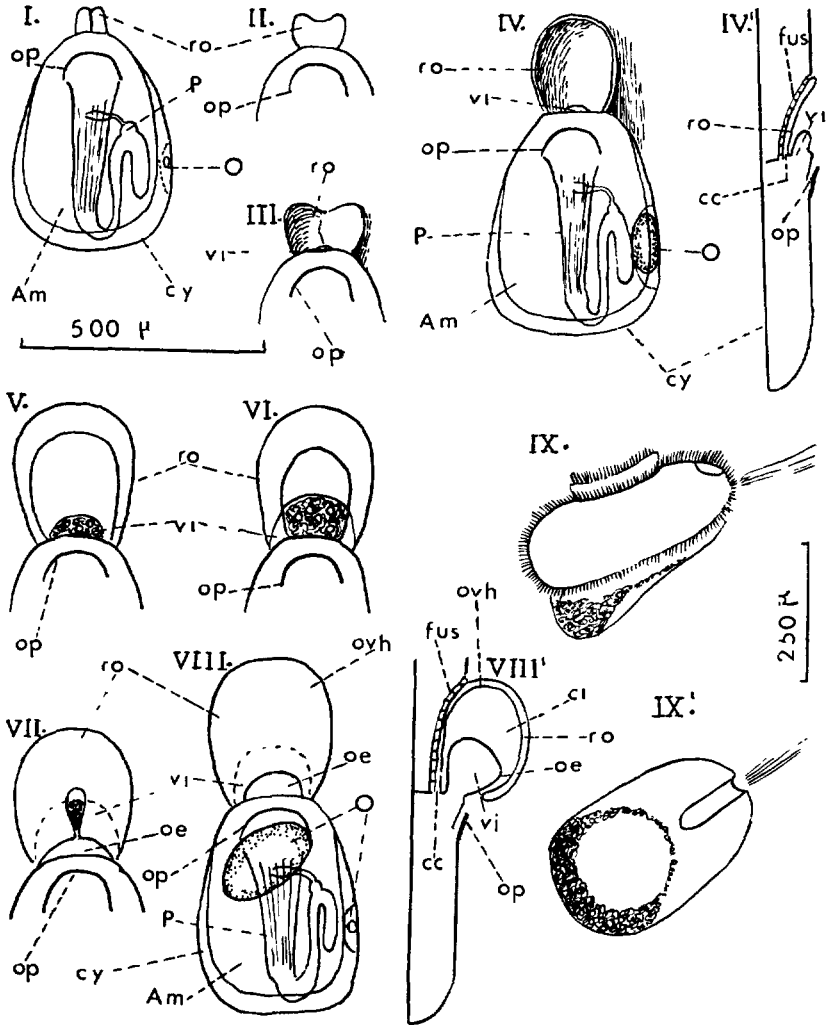 I.
ro
op
P
O
Am
cy
500 µ
II.
op
III.
ro
vi
op
IV.
ro
vi
op
P
O
Am
cy
IV.'
fus
ro
vi
cc
op
V.
ro
vi
op
VI.
op
VII.
ro
vi
oe
op
VIII.
ovh
oe
O
op
P
cy
Am
VIII'
ovh
fus
ci
ro
oe
vi
cc
op
IX.
250 µ
IX.'